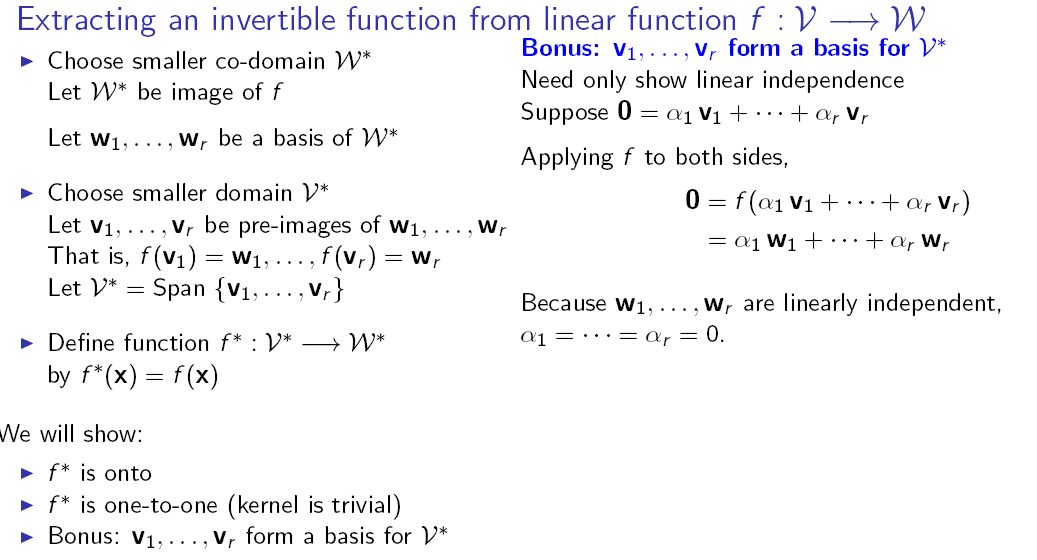 Extracting an invertible function from linear function f : 𝒱 ⟶ 𝒲
▶ Choose smaller co-domain 𝒲*
Let 𝒲* be image of f
Let w₁, . . . , wᵣ be a basis of 𝒲*
▶ Choose smaller domain 𝒱*
Let v₁, . . . , vᵣ be pre-images of w₁, . . . , wᵣ
That is, f(v₁) = w₁, . . . , f(vᵣ) = wᵣ
Let 𝒱* = Span {v₁, . . . , vᵣ}
▶ Define function f* : 𝒱* ⟶ 𝒲*
by f*(x) = f(x)
We will show:
▶ f* is onto
▶ f* is one-to-one (kernel is trivial)
▶ Bonus: v₁, . . . , vᵣ form a basis for 𝒱*
Bonus: v₁, . . . , vᵣ form a basis for 𝒱*
Need only show linear independence
Suppose 0 = α₁ v₁ + · · · + αᵣ vᵣ
Applying f to both sides,
0 = f(α₁ v₁ + · · · + αᵣ vᵣ)
= α₁ w₁ + · · · + αᵣ wᵣ
Because w₁, . . . , wᵣ are linearly independent,
α₁ = · · · = αᵣ = 0.